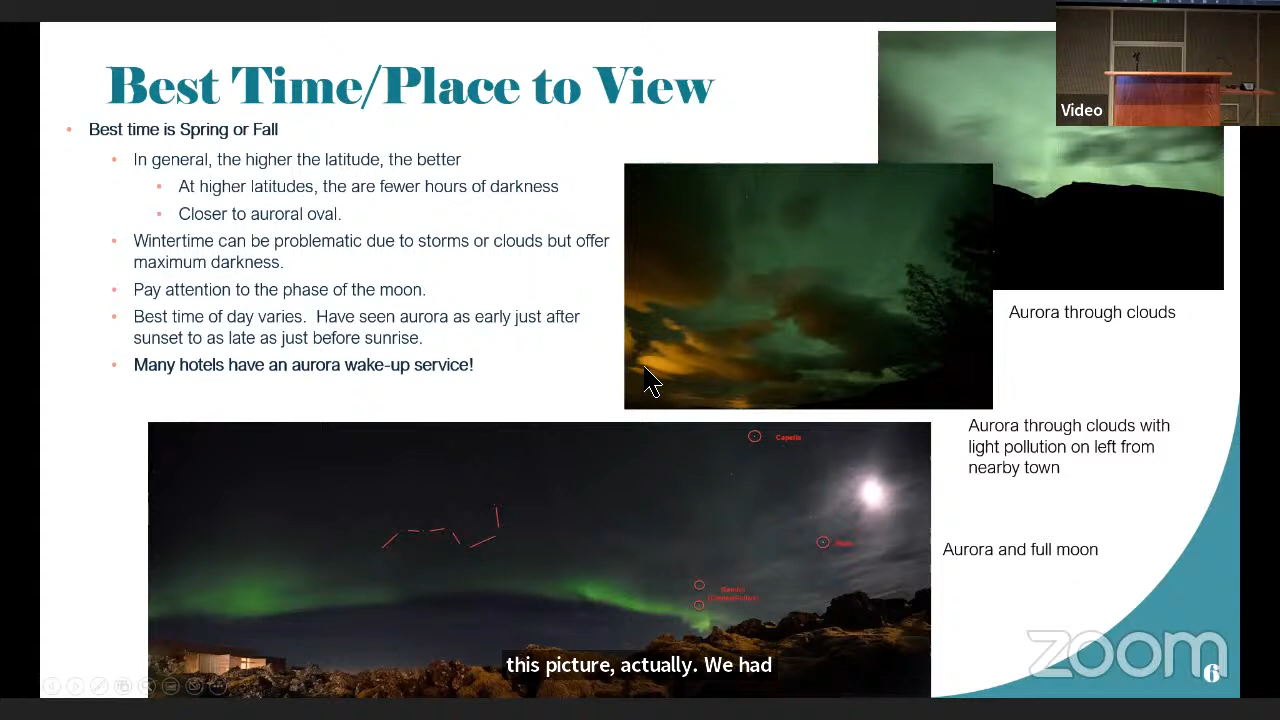 Best Time/Place to View
Video
• Best time is Spring or Fall
• In general, the higher the latitude, the better
• At higher latitudes, the are fewer hours of darkness
• Closer to auroral oval.
• Wintertime can be problematic due to storms or clouds but offer
maximum darkness.
• Pay attention to the phase of the moon.
• Best time of day varies.  Have seen aurora as early just after
sunset to as late as just before sunrise.
• Many hotels have an aurora wake-up service!
Aurora through clouds
Aurora through clouds with
light pollution on left from
nearby town
Capella
Aurora and full moon
this picture, actually. We had
zoom
6